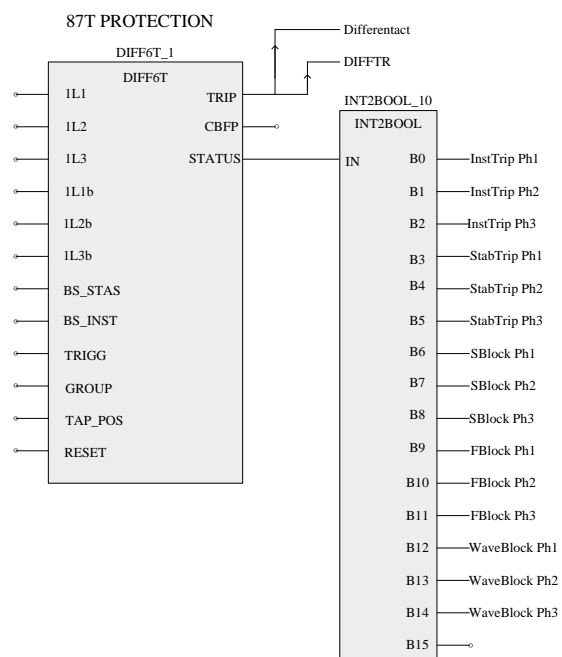 87T PROTECTION
DIFF6T_1
DIFF6T
1L1
1L2
1L3
1L1b
1L2b
1L3b
BS_STAS
BS_INST
TRIGG
GROUP
TAP_POS
RESET
TRIP
CBFP
STATUS
Differentact
DIFFTR
INT2BOOL_10
INT2BOOL
IN
B0 InstTrip Ph1
B1 InstTrip Ph2
B2 InstTrip Ph3
B3 StabTrip Ph1
B4 StabTrip Ph2
B5 StabTrip Ph3
B6 SBlock Ph1
B7 SBlock Ph2
B8 SBlock Ph3
B9 FBlock Ph1
B10 FBlock Ph2
B11 FBlock Ph3
B12 WaveBlock Ph1
B13 WaveBlock Ph2
B14 WaveBlock Ph3
B15